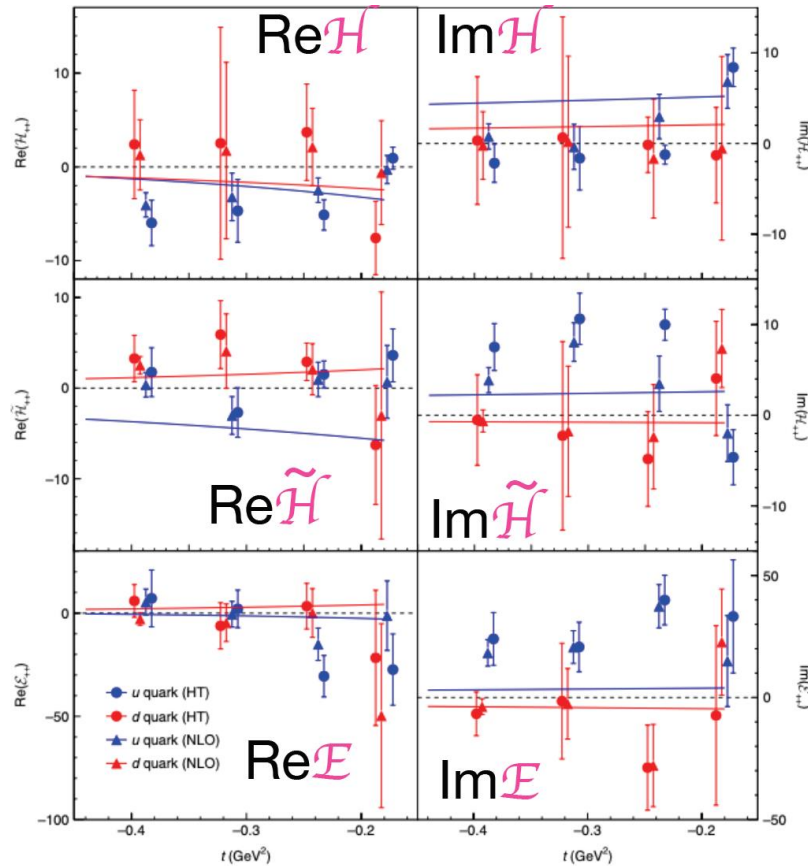 Reℋ
Imℋ
Re(ℋ₊₊)
10
0
−10
Im(ℋ₊₊)
10
0
−10
Re(ℋ̃₊₊)
10
0
−10
Reℋ̃
Im(ℋ̃₊₊)
10
0
−10
Imℋ̃
Re(ℰ₊₊)
0
−50
−100
u quark (HT)
d quark (HT)
u quark (NLO)
d quark (NLO)
Reℰ
Im(ℰ₊₊)
50
0
−50
Imℰ
−0.4
−0.3
−0.2
−0.4
−0.3
−0.2
t (GeV²)
t (GeV²)